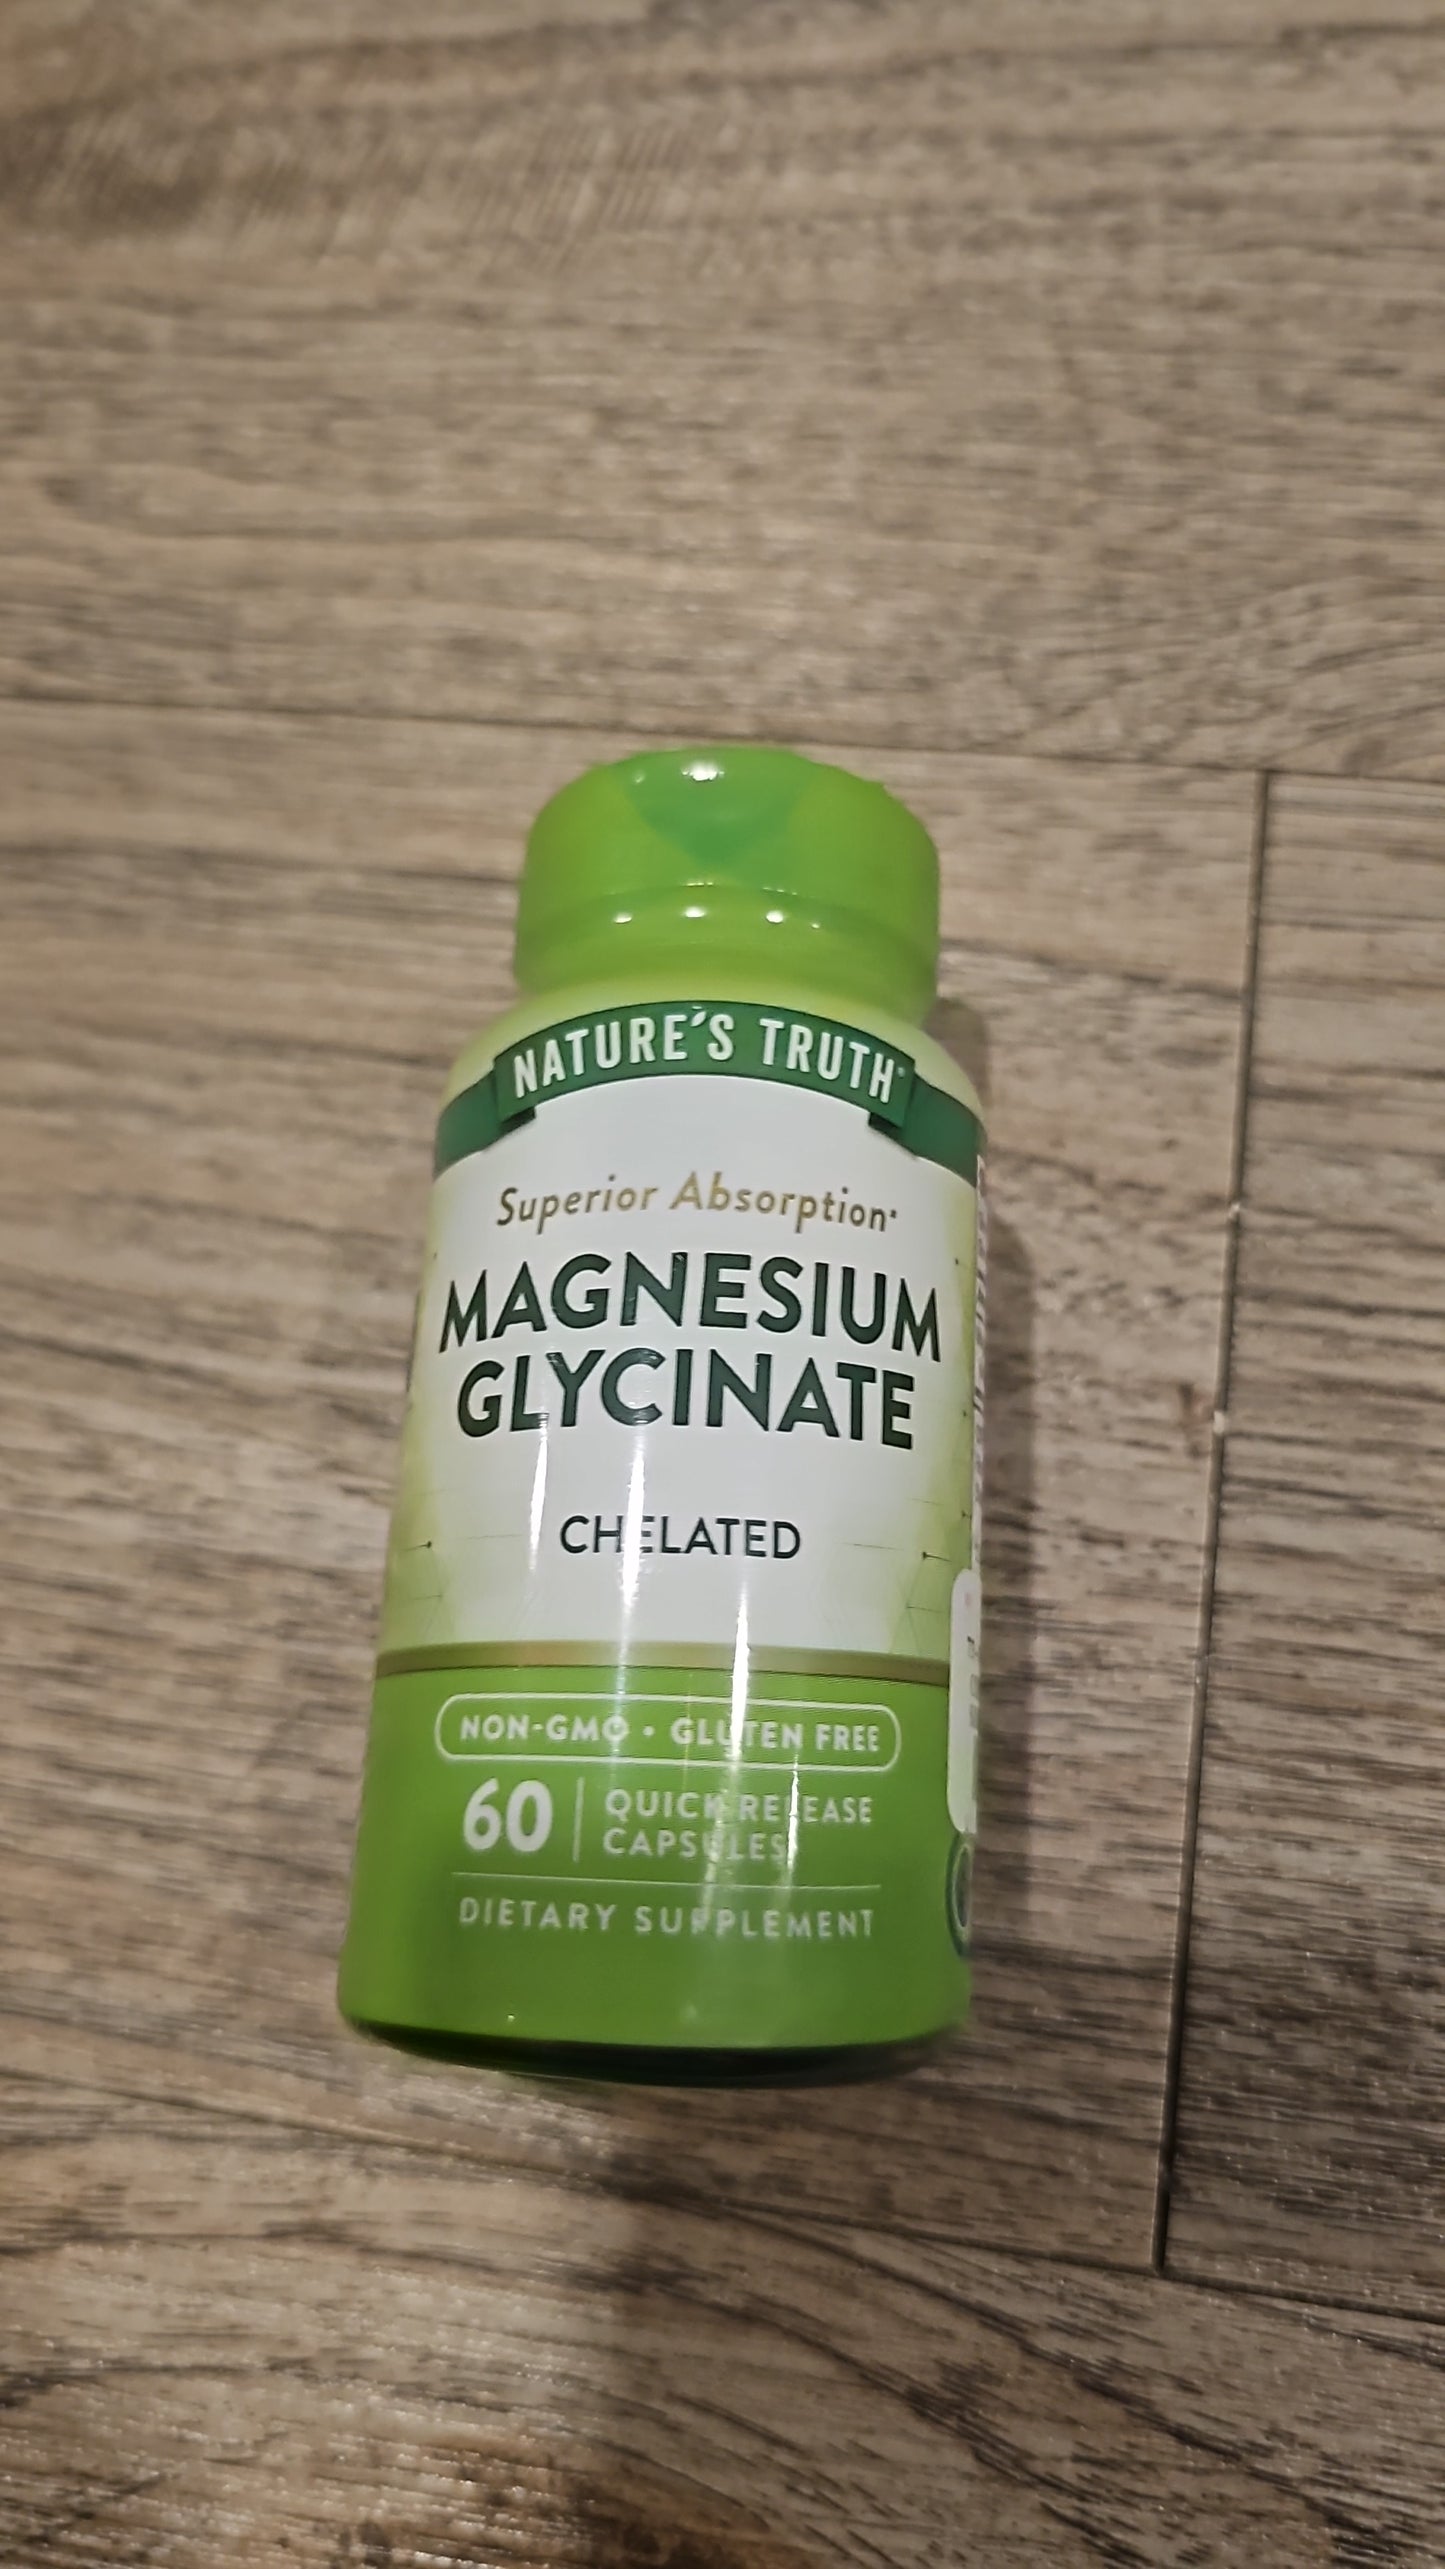 NATURE'S TRUTH®
Superior Absorption*
MAGNESIUM
GLYCINATE
CHELATED
NON-GMO • GLUTEN FREE
60 QUICK RELEASE
CAPSULES
DIETARY SUPPLEMENT